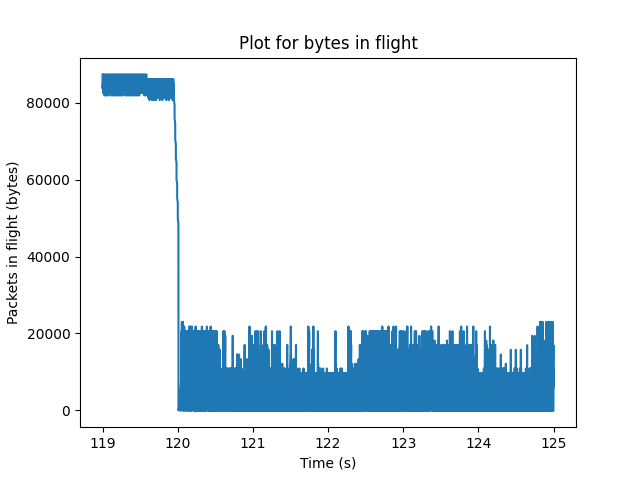 Plot for bytes in flight
Packets in flight (bytes)
80000
60000
40000
20000
0
119 120 121 122 123 124 125
Time (s)